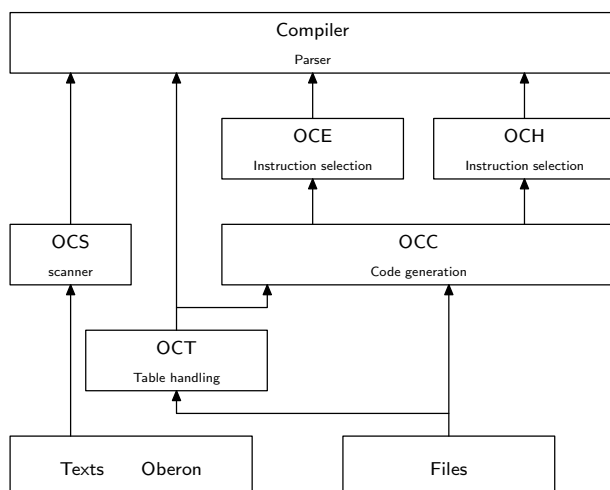 Compiler
Parser
OCE
Instruction selection
OCH
Instruction selection
OCS
scanner
OCC
Code generation
OCT
Table handling
Texts Oberon
Files